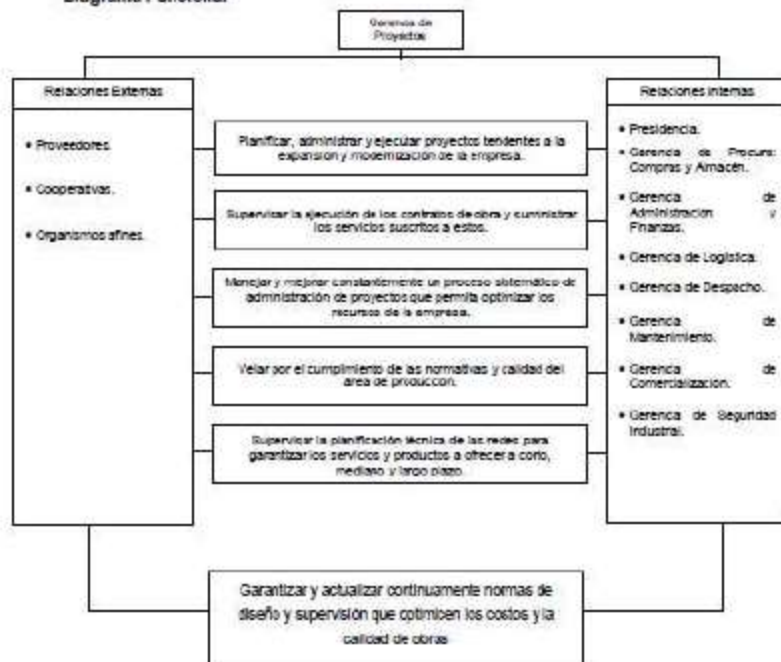 Diagrama Funcional
Gerencia de
Proyectos
Relaciones Externas
• Proveedores
• Cooperativas.
• Organismos afines.
Planificar, administrar y ejecutar proyectos tendentes a la
expansión y modernización de la empresa.
Supervisar la ejecución de los contratos de obra y suministrar
los servicios suscritos a estos.
Manejar y mejorar constantemente un proceso sistemático de
administración de proyectos que permita optimizar los
recursos de la empresa.
Velar por el cumplimiento de las normativas y calidad del
área de producción.
Supervisar la planificación técnica de las redes para
garantizar los servicios y productos a ofrecer a corto,
mediano y largo plazo.
Relaciones Internas
• Presidencia.
• Gerencia de Procura:
Compras y Almacén.
• Gerencia de
Administración y
Finanzas.
• Gerencia de Logística.
• Gerencia de Despacho.
• Gerencia de
Mantenimiento.
• Gerencia de
Comercialización.
• Gerencia de Seguridad
Industrial.
Garantizar y actualizar continuamente normas de
diseño y supervisión que optimicen los costos y la
calidad de obras